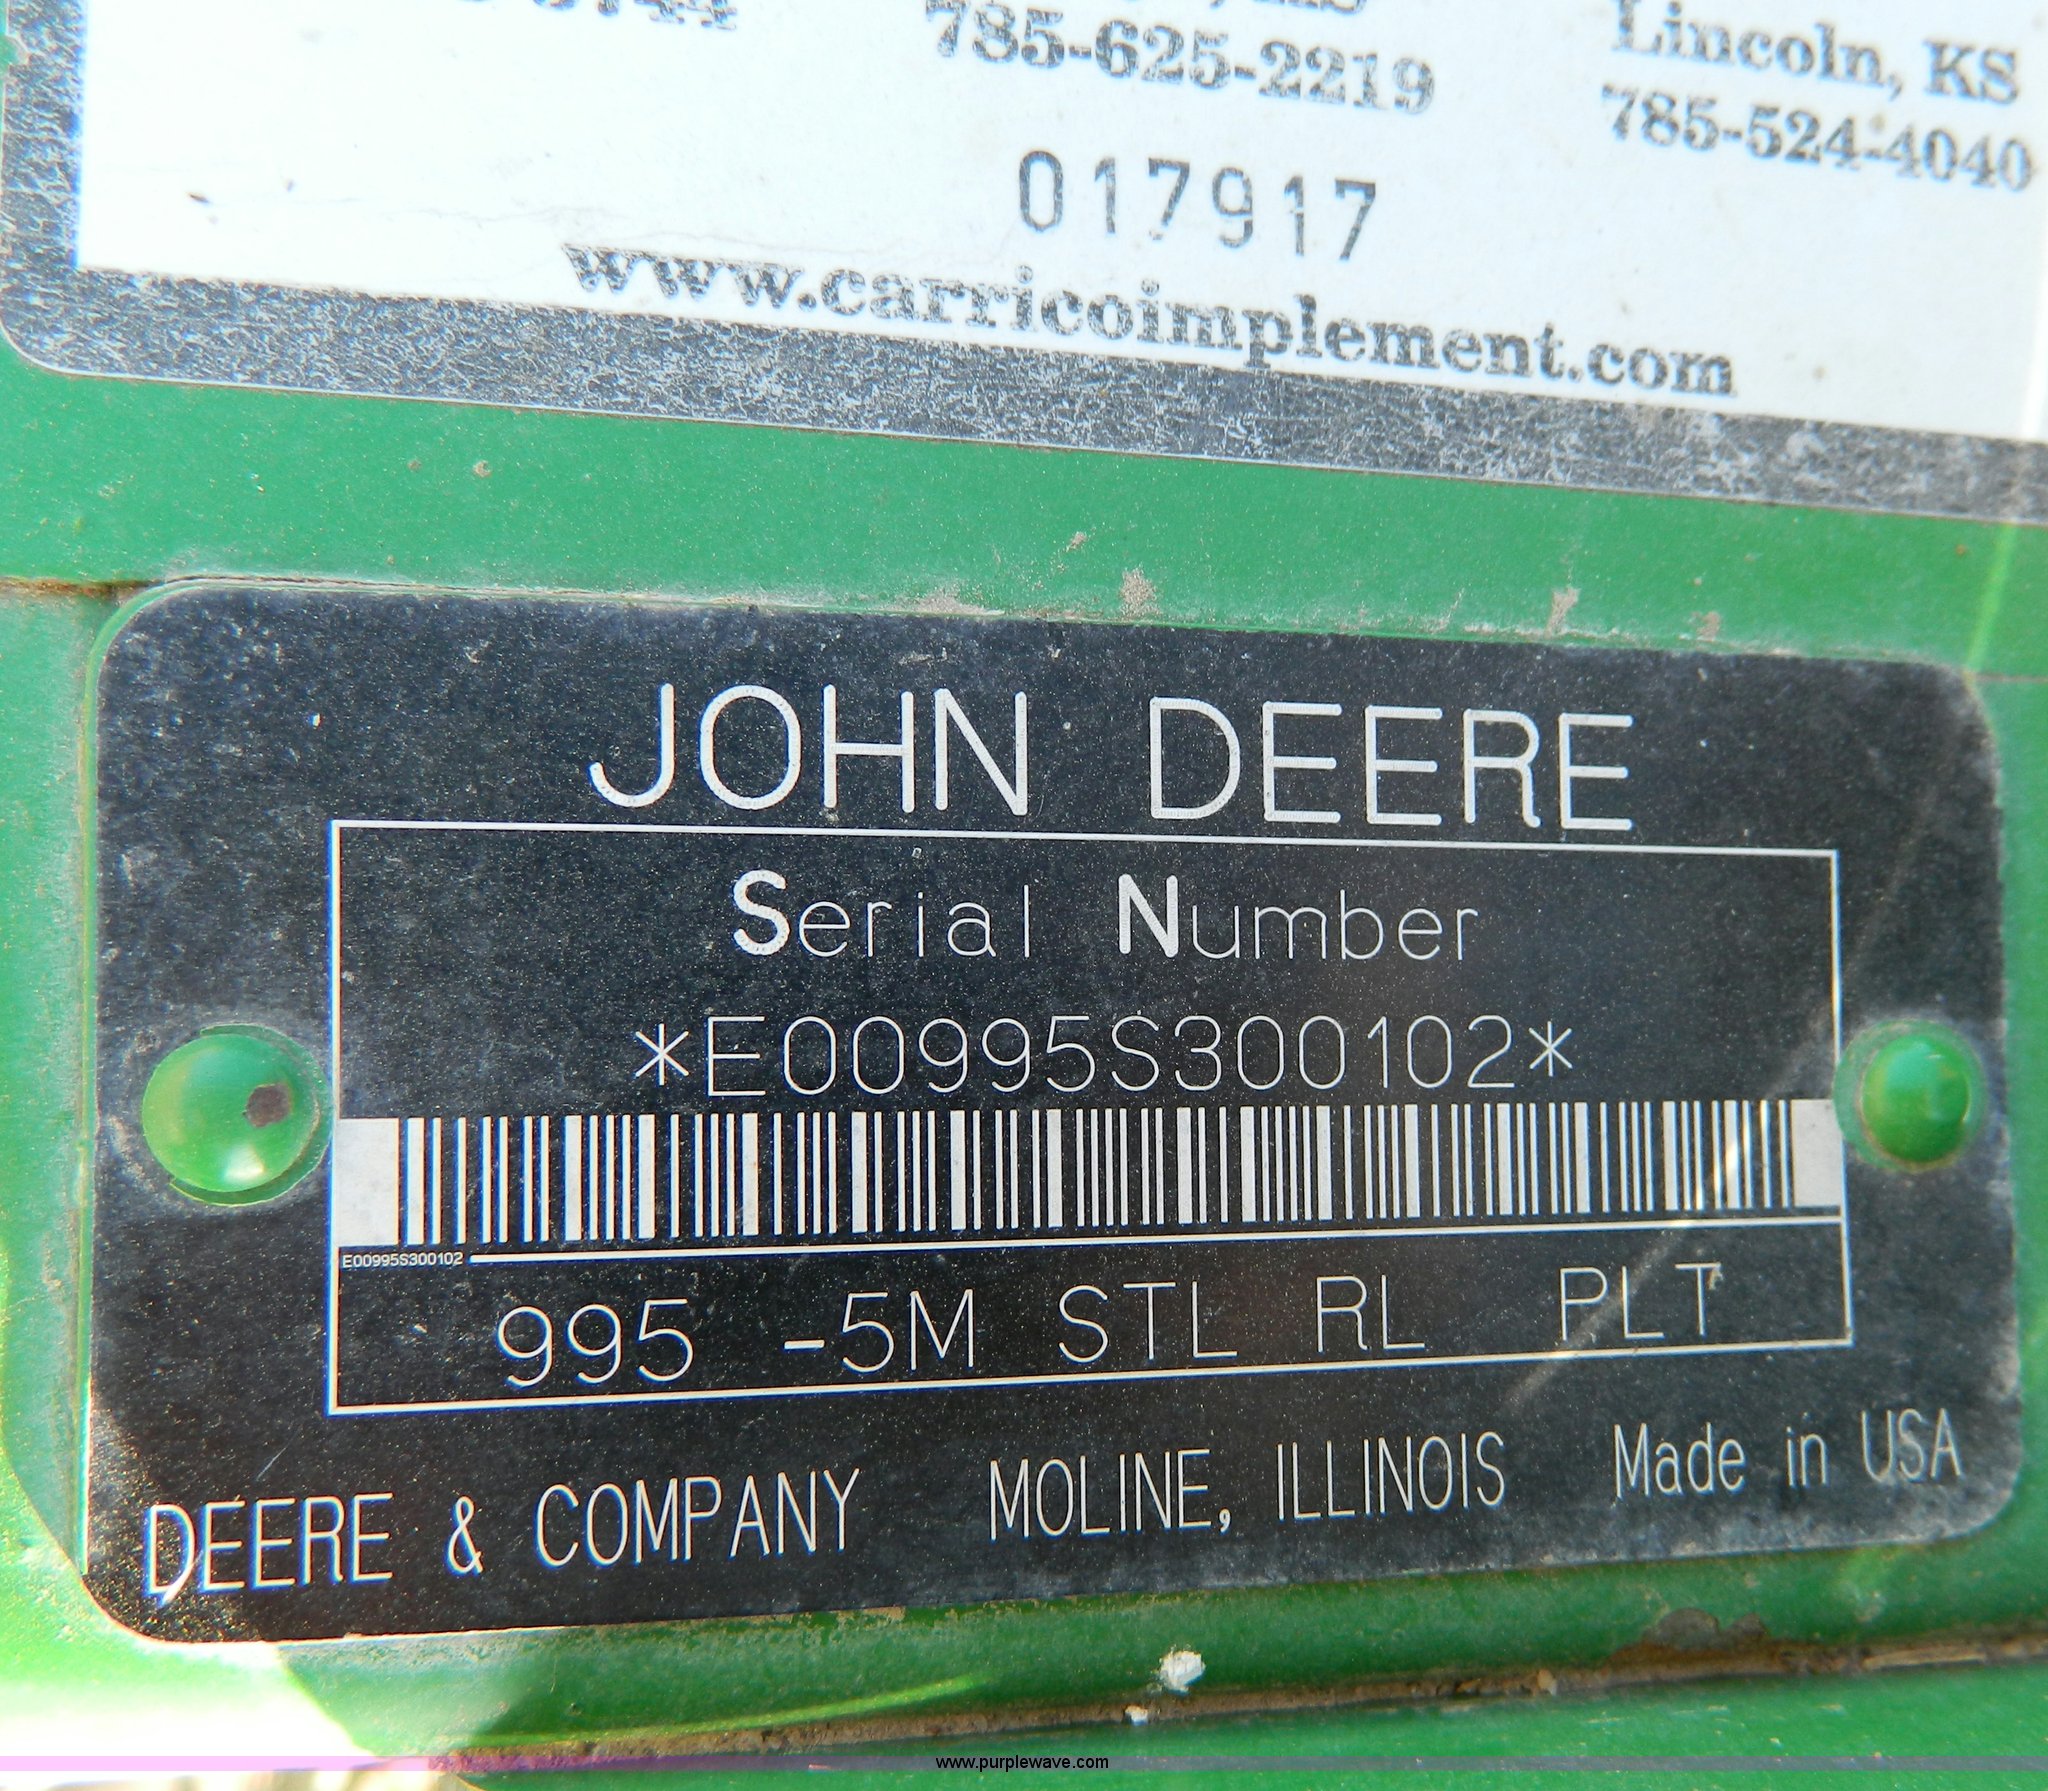 785-625-2219
Lincoln, KS
785-524-4040
017917
www.carricoimplement.com
JOHN DEERE
Serial Number
*E00995S300102*
E00995S300102
995 -5M STL RL PLT
DEERE & COMPANY MOLINE, ILLINOIS Made in USA
www.purplewave.com